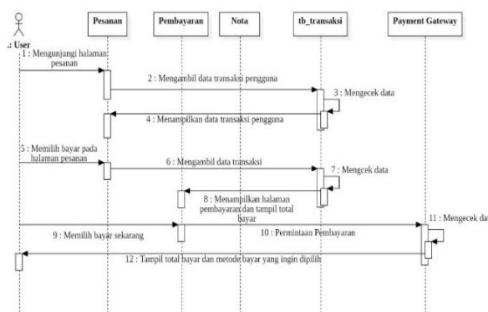 Pesanan
Pembayaran
Nota
tb_transaksi
Payment Gateway
.: User
1 : Mengunjungi halaman
pesanan
2 : Mengambil data transaksi pengguna
3 : Mengecek data
4 : Menampilkan data transaksi pengguna
5 : Memilih bayar pada
halaman pesanan
6 : Mengambil data transaksi
7 : Mengcek data
8 : Menampilkan halaman
pembayaran dan tampil total
bayar
9 : Memilih bayar sekarang
10 : Permintaan Pembayaran
11 : Mengecek dat
12 : Tampil total bayar dan metode bayar yang ingin dipilih